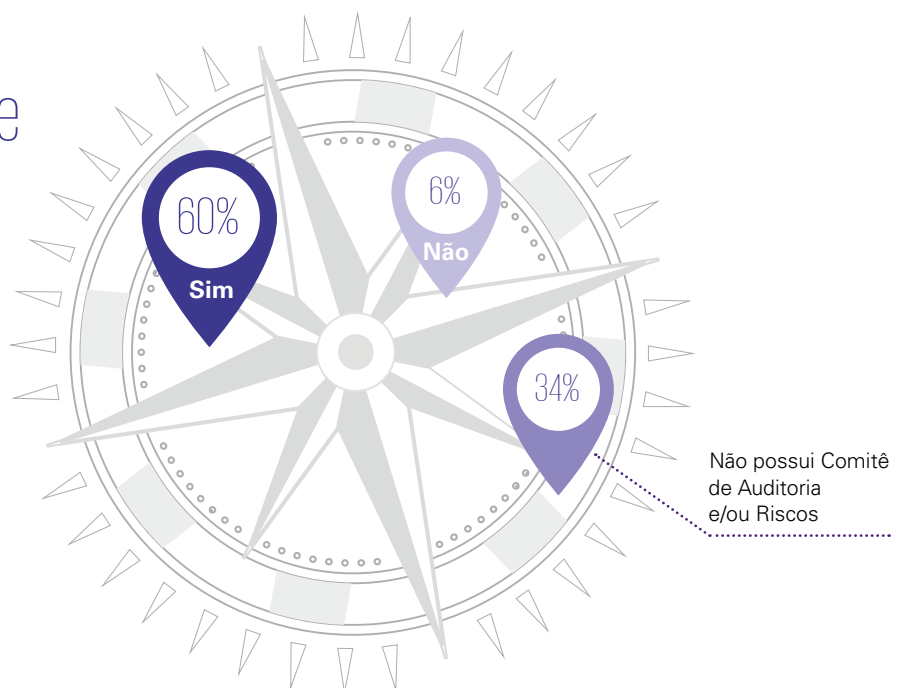 e
60%
Sim
6%
Não
34%
Não possui Comitê
de Auditoria
e/ou Riscos